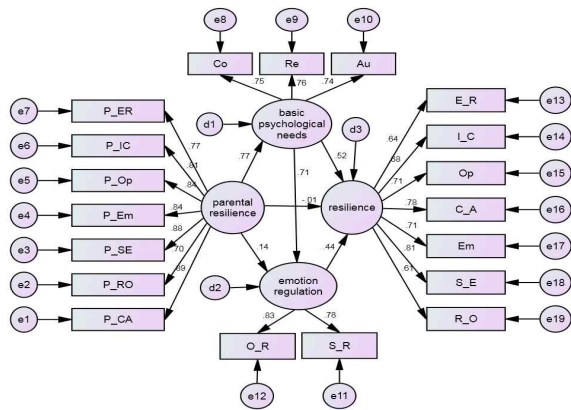 e8
e9
e10
Co
Re
Au
.75
.76
.74
e7
P_ER
e6
P_IC
e5
P_Op
e4
P_Em
e3
P_SE
e2
P_RO
e1
P_CA
.77
.81
.84
.84
.88
.70
.89
d1
basic
psychological
needs
d3
.77
.52
.71
parental
resilience
-.01
resilience
.14
.44
d2
emotion
regulation
.83
.78
O_R
S_R
e12
e11
E_R
e13
I_C
e14
Op
e15
C_A
e16
Em
e17
S_E
e18
R_O
e19
.64
.88
.71
.78
.71
.81
.61